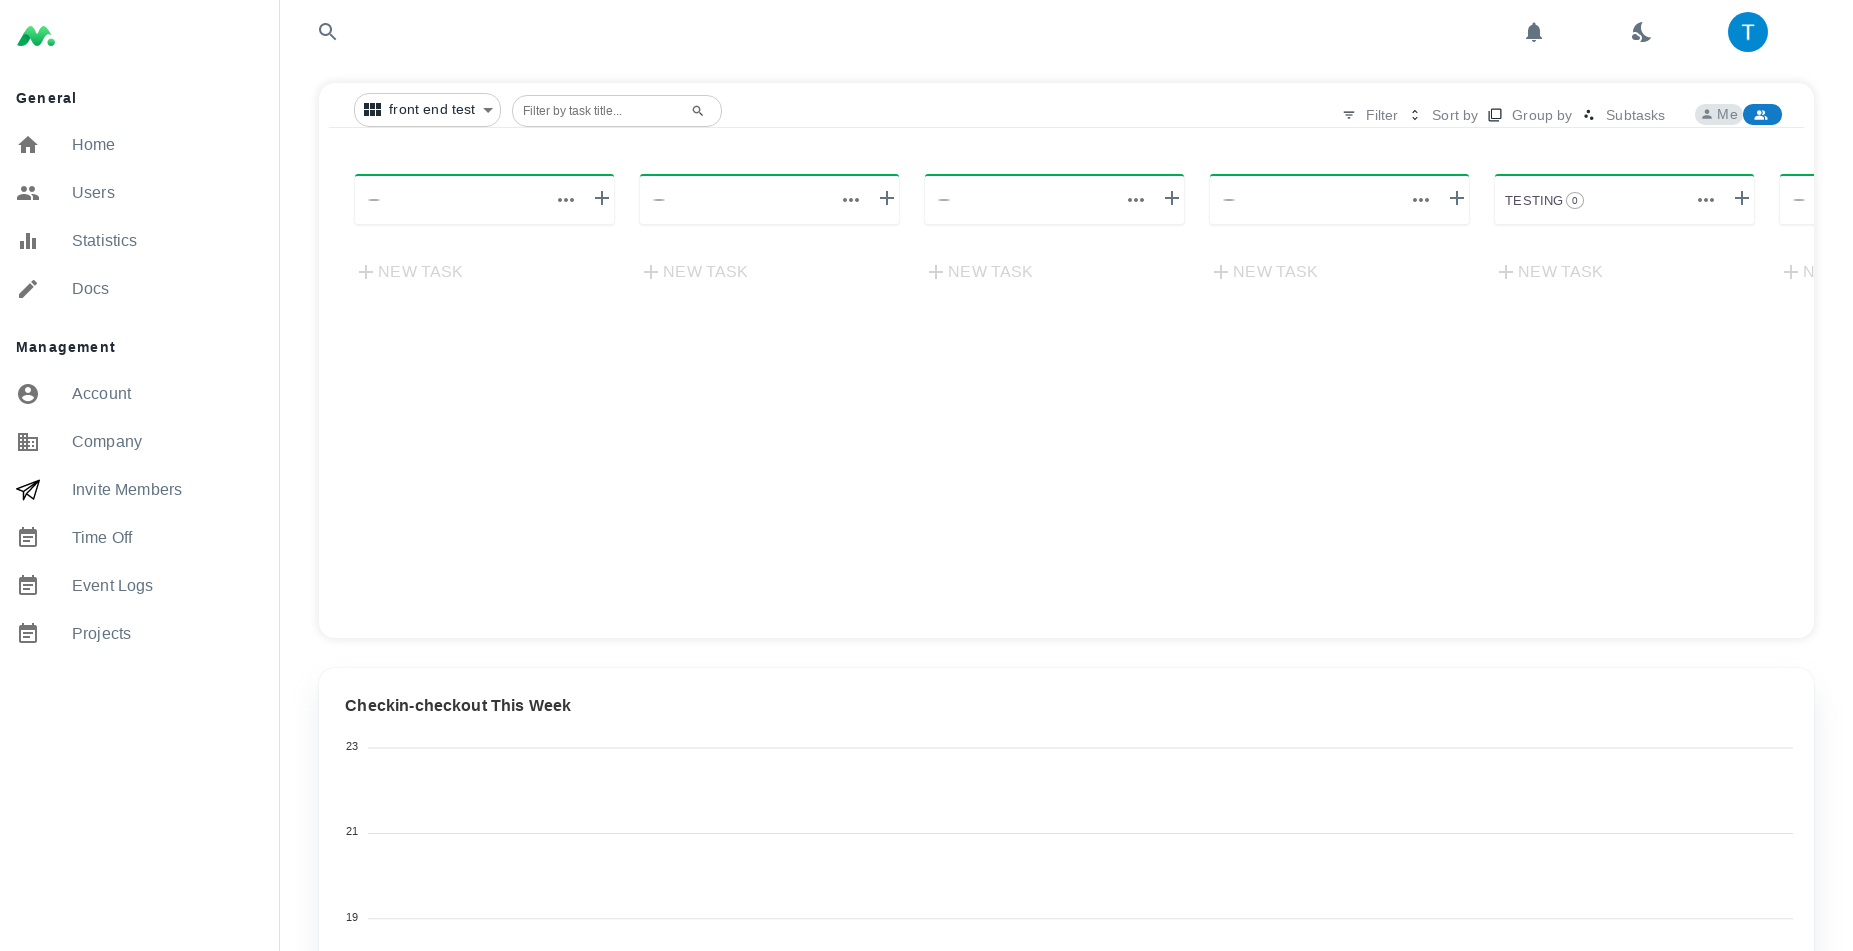 T
General
Home
Users
Statistics
Docs
Management
Account
Company
Invite Members
Time Off
Event Logs
Projects
front end test
Filter by task title...
Filter
Sort by
Group by
Subtasks
Me
TESTING 0
NEW TASK
NEW TASK
NEW TASK
NEW TASK
NEW TASK
N
Checkin-checkout This Week
23
21
19